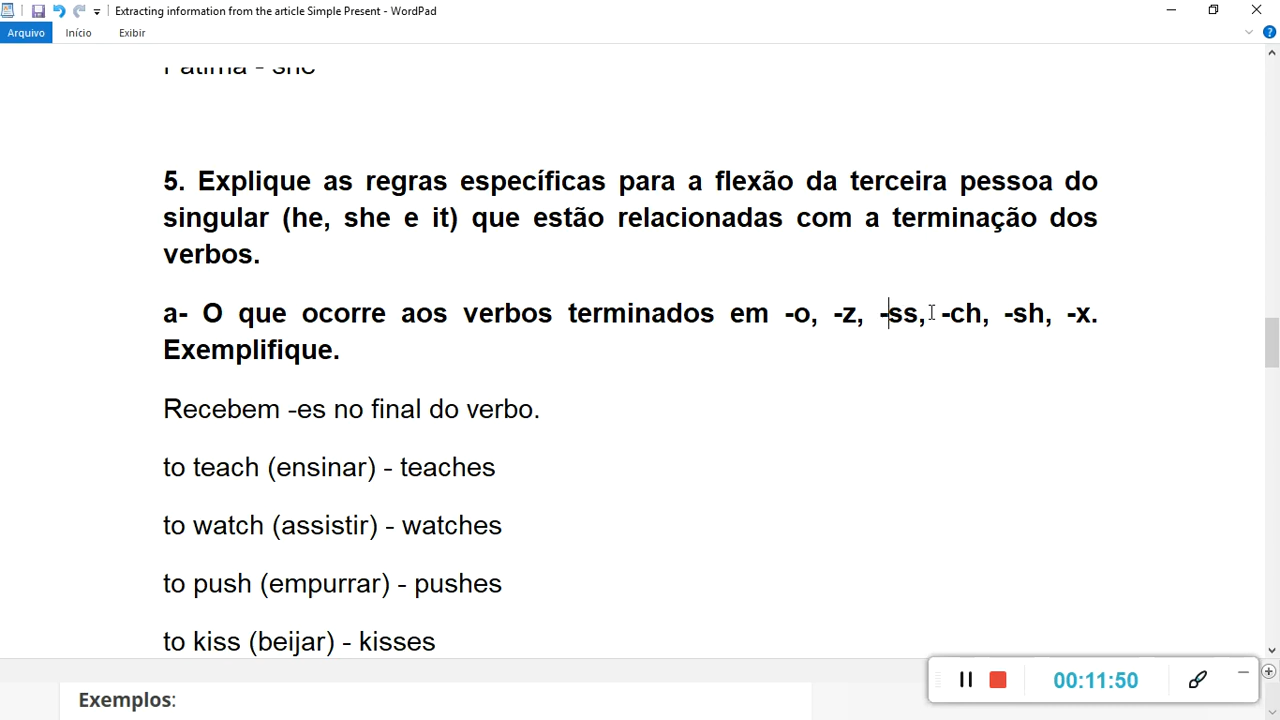 Extracting information from the article Simple Present - WordPad
Arquivo Início Exibir
Fatima - she
5. Explique as regras específicas para a flexão da terceira pessoa do
singular (he, she e it) que estão relacionadas com a terminação dos
verbos.
a- O que ocorre aos verbos terminados em -o, -z, -ss, -ch, -sh, -x.
Exemplifique.
Recebem -es no final do verbo.
to teach (ensinar) - teaches
to watch (assistir) - watches
to push (empurrar) - pushes
to kiss (beijar) - kisses
00:11:50
Exemplos: